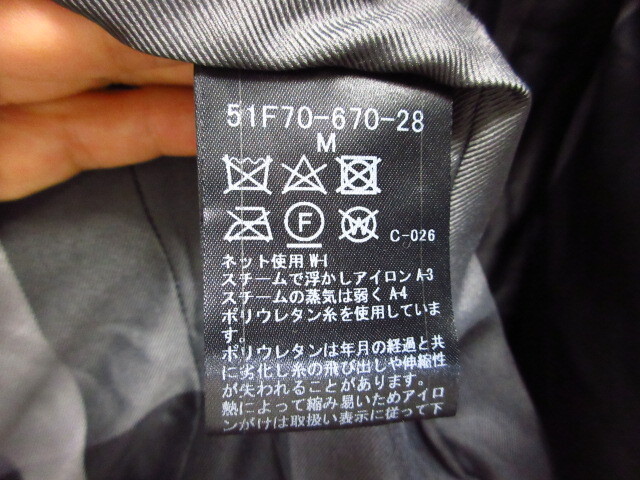 51F70-670-28
M
F W C-026
ネット使用 W-1
スチームで浮かしアイロン A-3
スチームの蒸気は弱く A-4
ポリウレタン糸を使用していま
す。
ポリウレタンは年月の経過と共
に劣化し糸の飛び出しや伸縮性
が失われることがあります。
熱によって縮み易いためアイロ
ンがけは取扱い表示に従って下